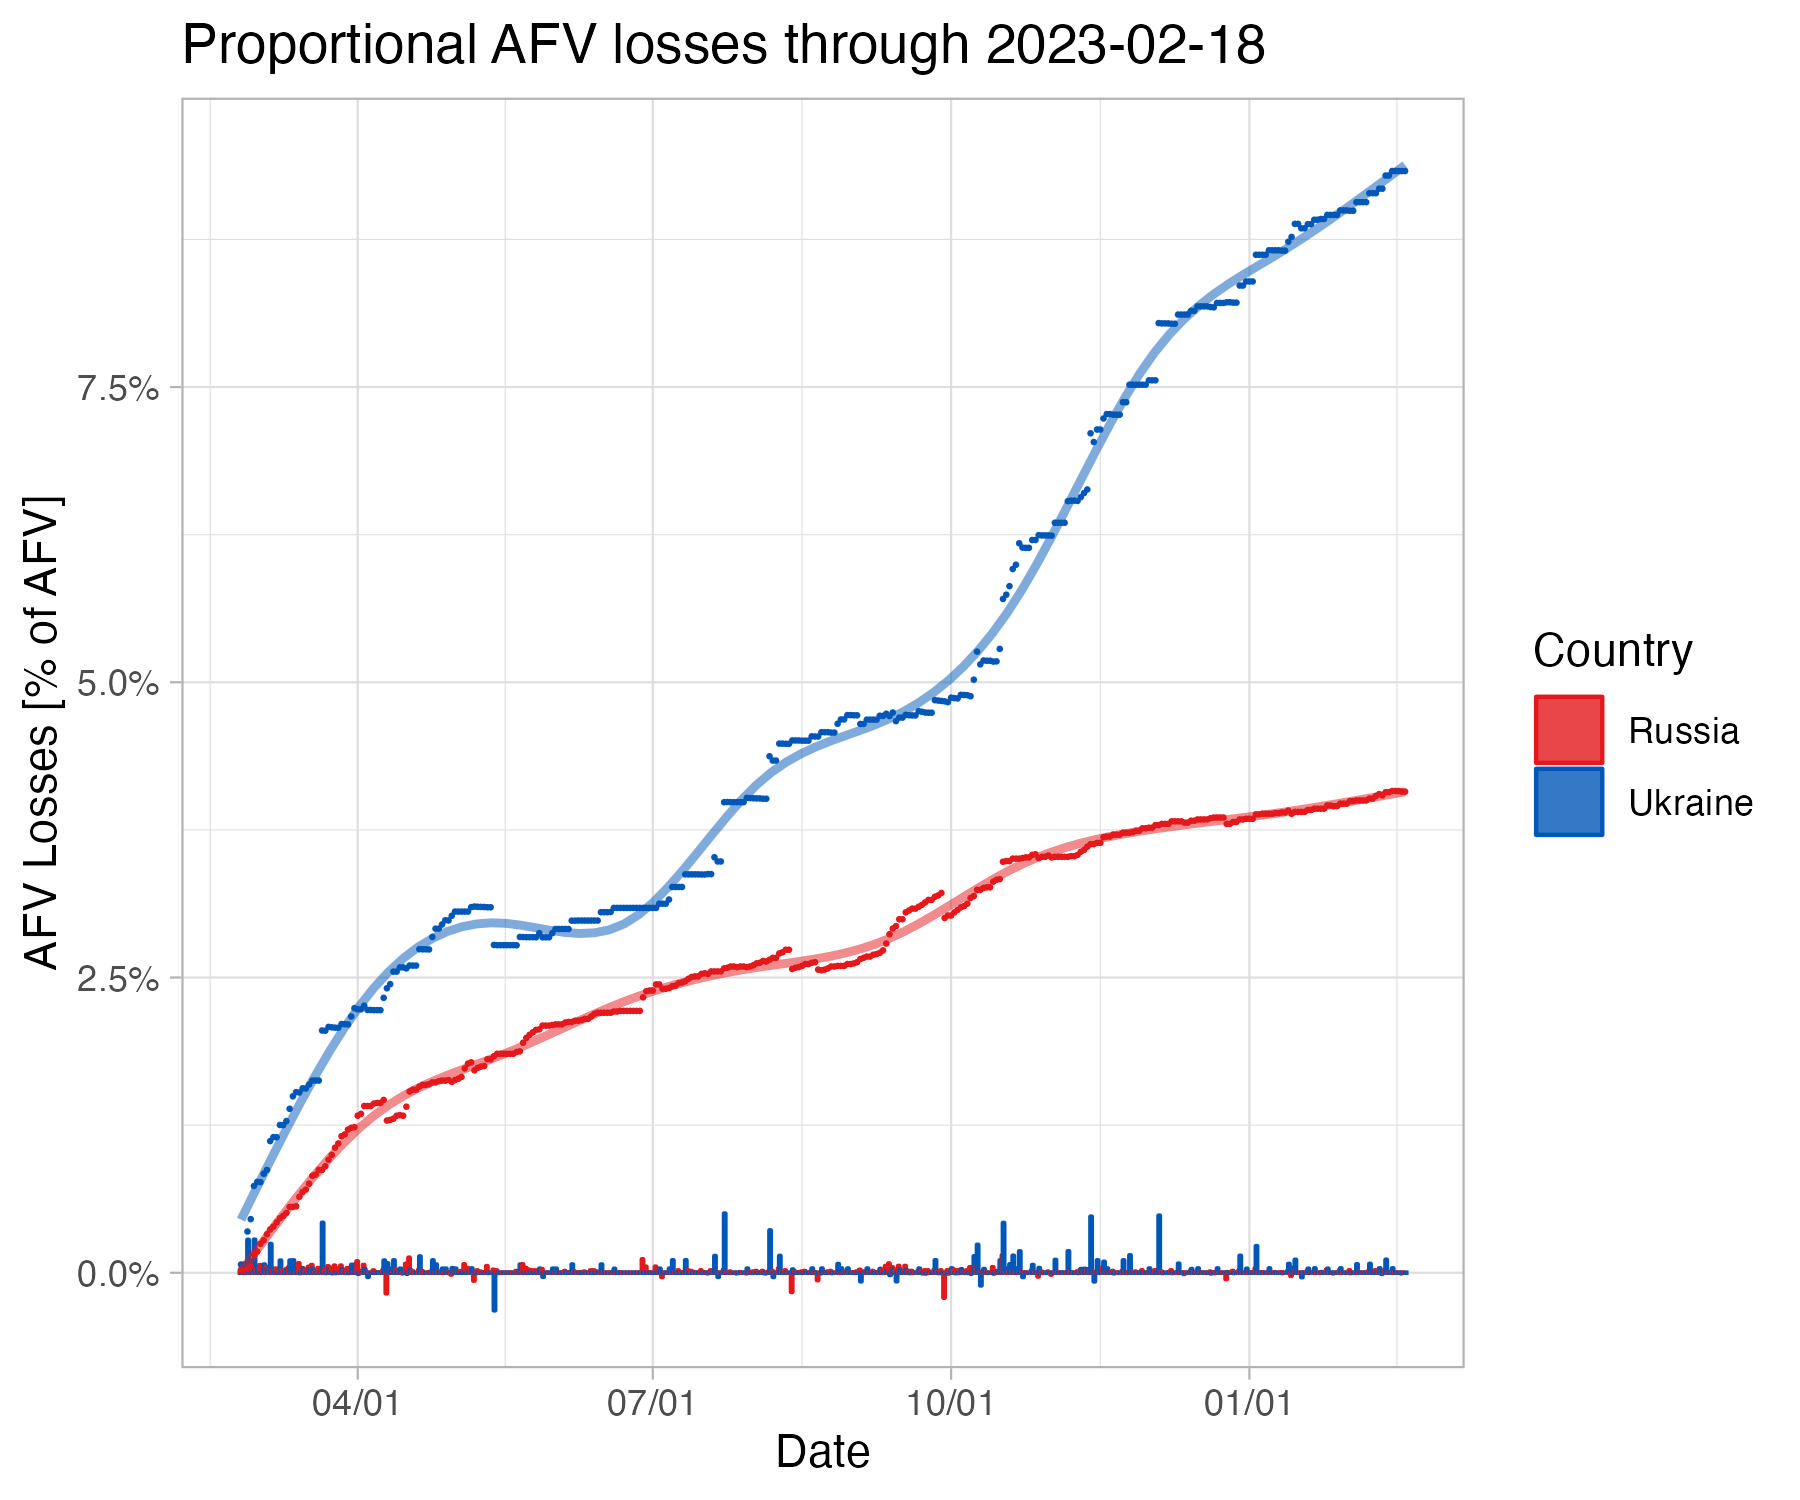 Proportional AFV losses through 2023-02-18
AFV Losses [% of AFV]
7.5%
5.0%
2.5%
0.0%
04/01
07/01
10/01
01/01
Date
Country
Russia
Ukraine